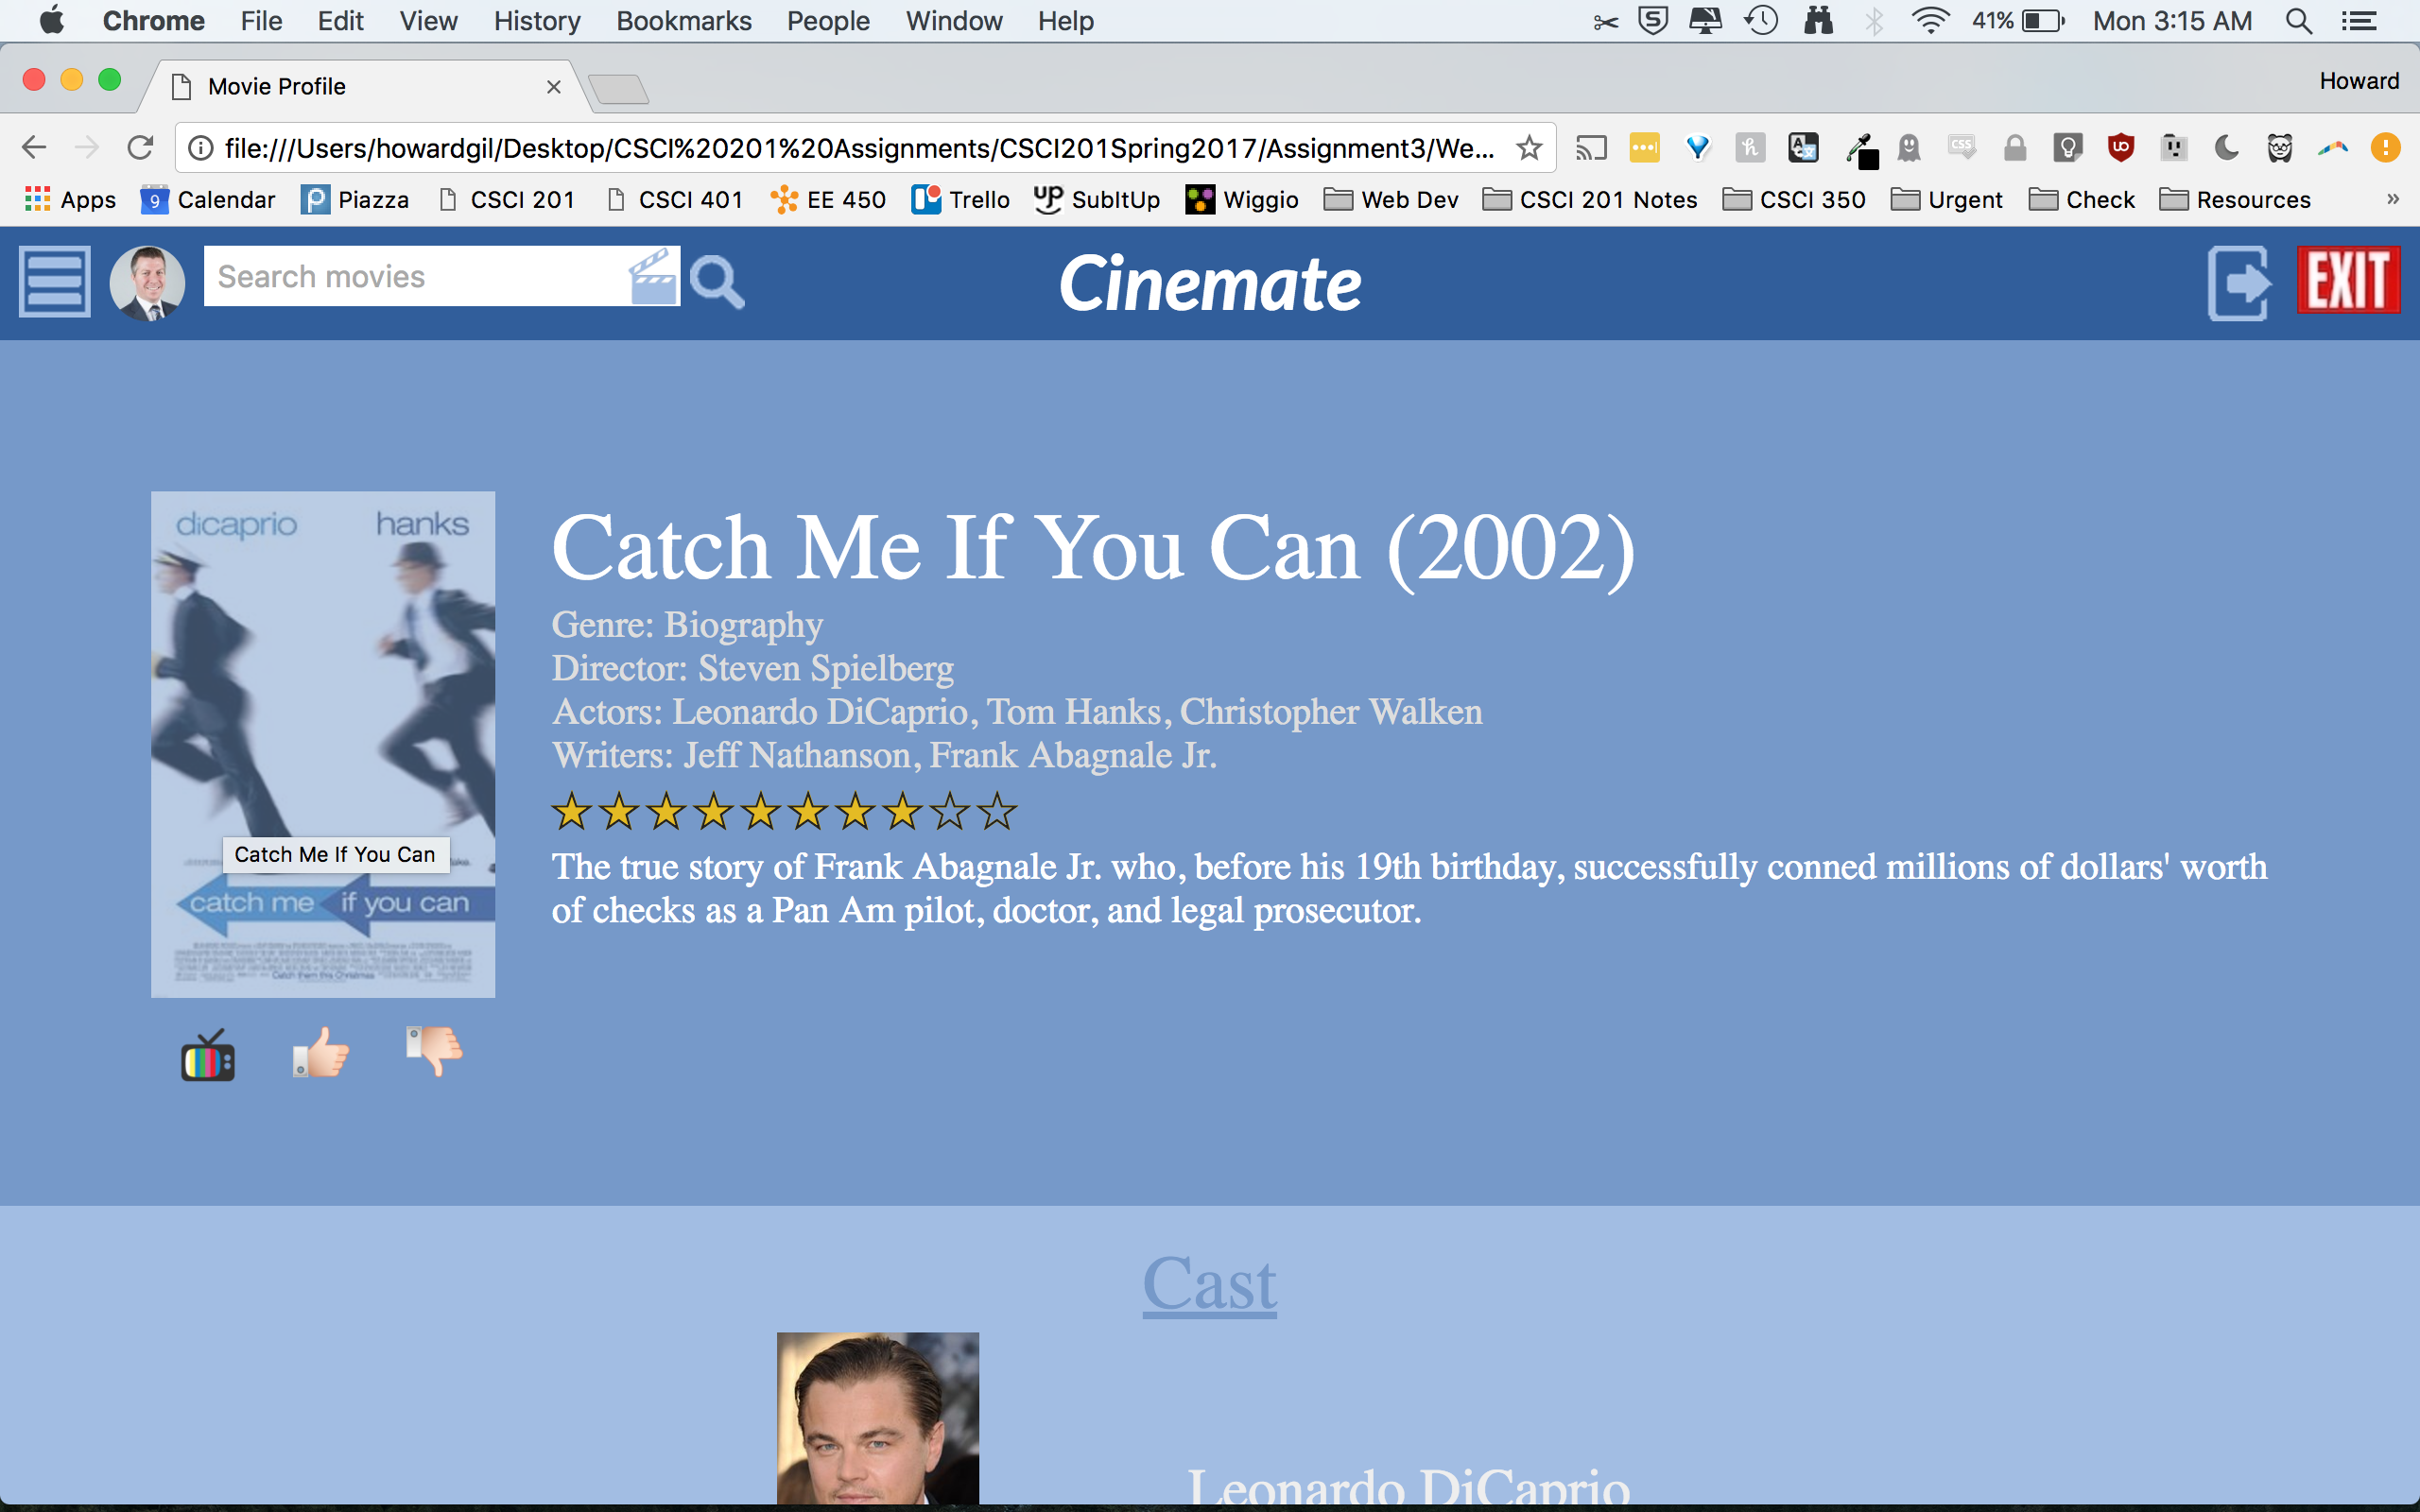 Chrome File Edit View History Bookmarks People Window Help 41% Mon 3:15 AM
Movie Profile Howard
file:///Users/howardgil/Desktop/CSCI%20201%20Assignments/CSCI201Spring2017/Assignment3/We...
Apps Calendar Piazza CSCI 201 CSCI 401 EE 450 Trello SubItUp Wiggio Web Dev CSCI 201 Notes CSCI 350 Urgent Check Resources »
Search movies Cinemate EXIT
dicaprio hanks
Catch Me If You Can
catch me if you can
Catch Me If You Can (2002)
Genre: Biography
Director: Steven Spielberg
Actors: Leonardo DiCaprio, Tom Hanks, Christopher Walken
Writers: Jeff Nathanson, Frank Abagnale Jr.
The true story of Frank Abagnale Jr. who, before his 19th birthday, successfully conned millions of dollars' worth
of checks as a Pan Am pilot, doctor, and legal prosecutor.
Cast
Leonardo DiCaprio